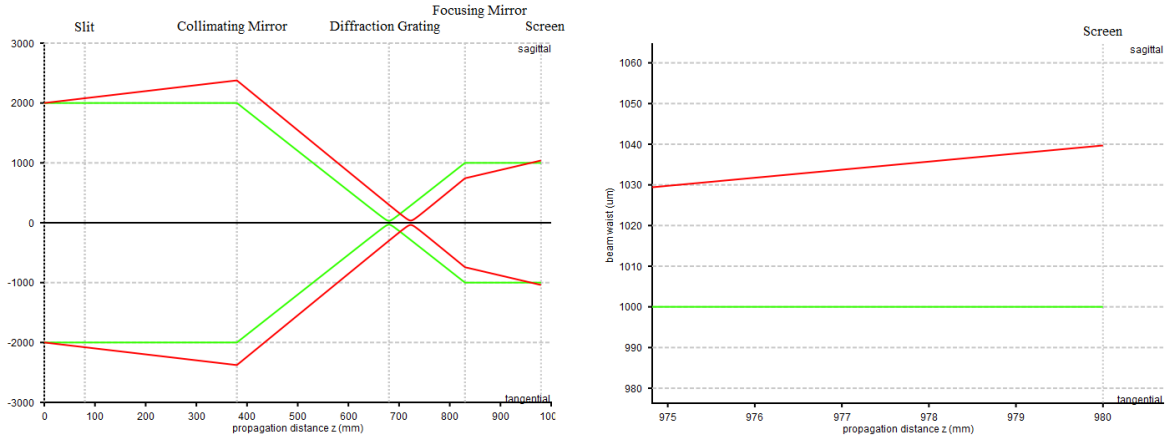 Slit
Collimating Mirror
Diffraction Grating
Focusing Mirror
Screen
3000
2000
1000
0
-1000
-2000
-3000
sagittal
tangential
0
100
200
300
400
500
600
700
800
900
100
propagation distance z (mm)
Screen
beam waist (um)
1060
1050
1040
1030
1020
1010
1000
990
980
sagittal
tangential
975
976
977
978
979
980
propagation distance z (mm)